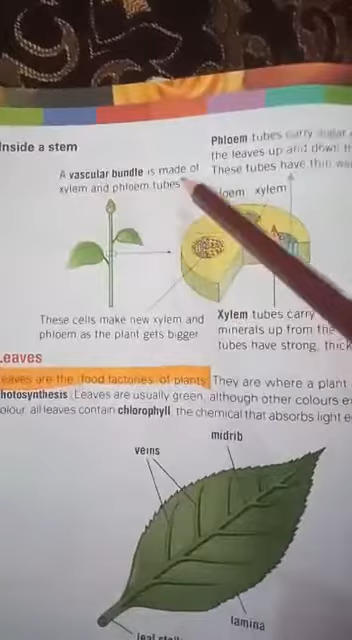 Inside a stem
Phloem tubes carry sugar
the leaves up and down
These tubes have thin
A vascular bundle is made of
xylem and phloem tubes
xylem
These cells make new xylem and
phloem as the plant gets bigger
Xylem tubes carry
minerals up from the
tubes have strong, thick
Leaves
Leaves are the food factories of plants. They are where a plant
photosynthesis. Leaves are usually green, although other colours
colour, all leaves contain chlorophyll, the chemical that absorbs light
midrib
veins
lamina
leaf